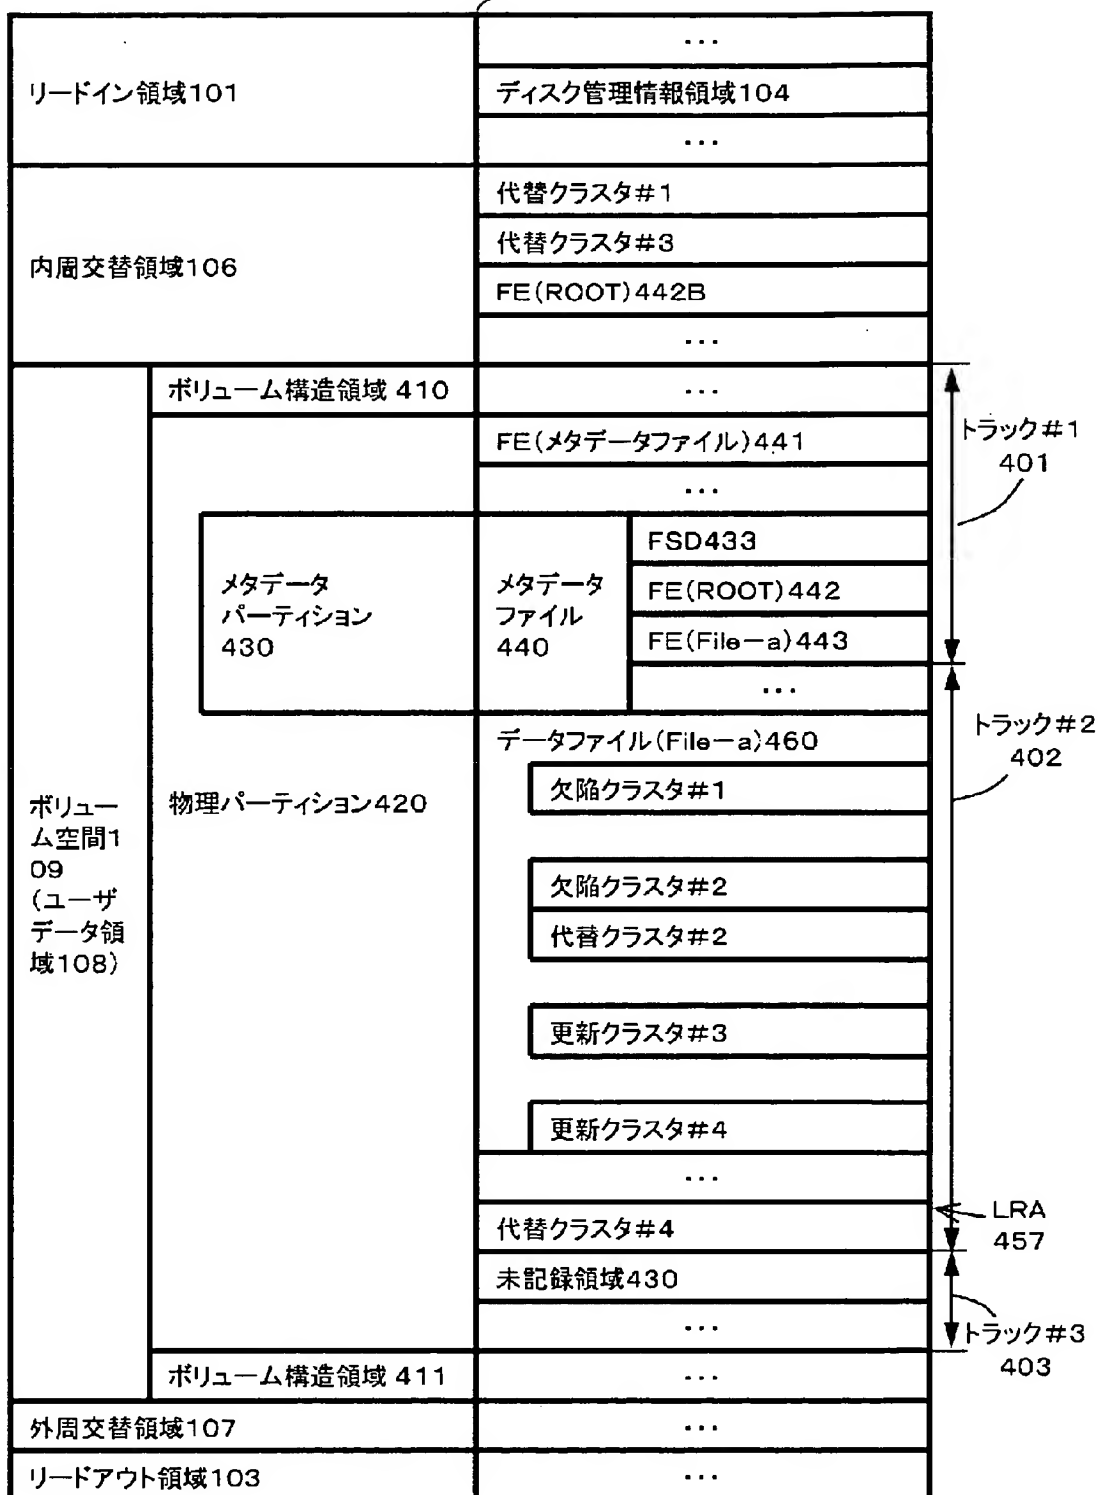 ...
リードイン領域101
ディスク管理情報領域104
...
代替クラスタ#1
代替クラスタ#3
内周交替領域106
FE(ROOT)442B
...
ボリューム構造領域 410
...
FE(メタデータファイル)441
トラック#1
401
...
FSD433
メタデータ
パーティション
430
メタデータ
ファイル
440
FE(ROOT)442
FE(File-a)443
...
データファイル(File-a)460
トラック#2
402
欠陥クラスタ#1
ボリュー
ム空間1
09
(ユーザ
データ領
域108)
物理パーティション420
欠陥クラスタ#2
代替クラスタ#2
更新クラスタ#3
更新クラスタ#4
...
LRA
457
代替クラスタ#4
未記録領域430
...
トラック#3
403
ボリューム構造領域 411
...
外周交替領域107
...
リードアウト領域103
...